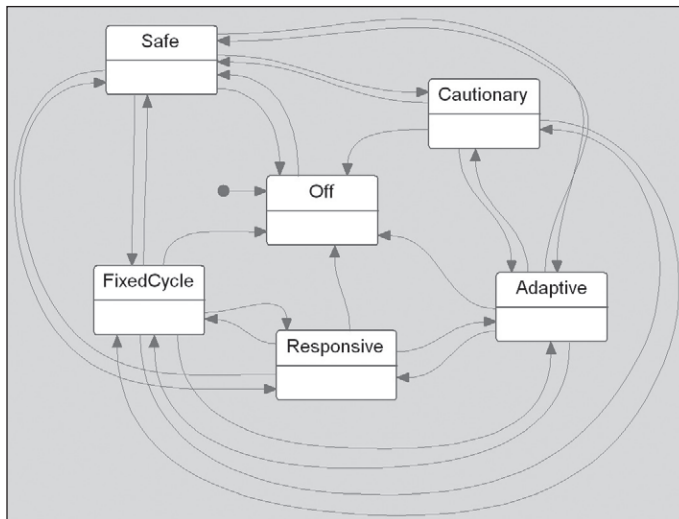 Safe
Cautionary
Off
FixedCycle
Adaptive
Responsive